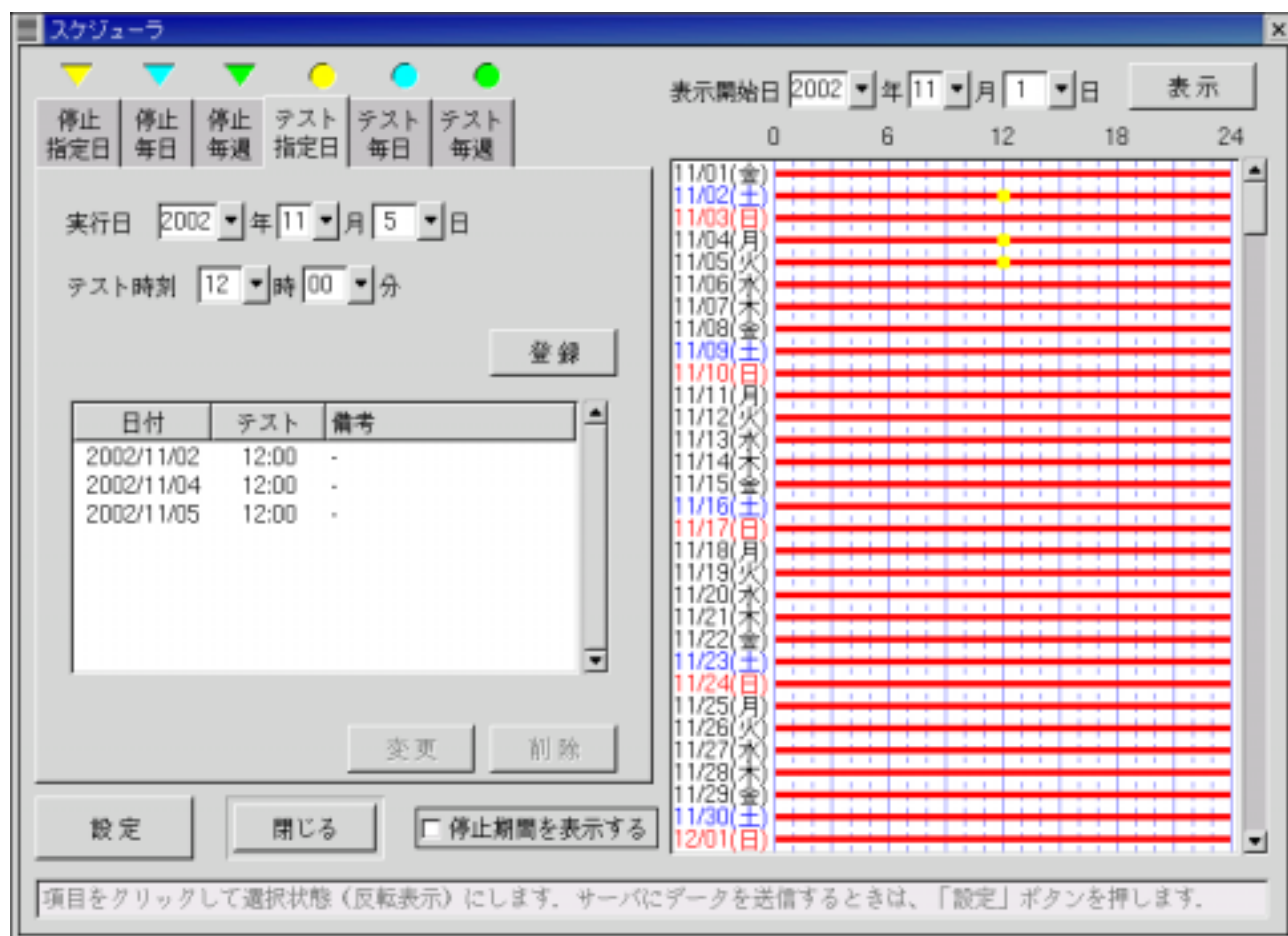 スケジューラ
停止 指定日
停止 毎日
停止 毎週
テスト 指定日
テスト 毎日
テスト 毎週
実行日 2002 年 11 月 5 日
テスト時刻 12 時 00 分
登録
日付 テスト 備考
2002/11/02 12:00 -
2002/11/04 12:00 -
2002/11/05 12:00 -
変更 削除
設定 閉じる 停止期間を表示する
表示開始日 2002 年 11 月 1 日 表示
0 6 12 18 24
11/01(金)
11/02(土)
11/03(日)
11/04(月)
11/05(火)
11/06(水)
11/07(木)
11/08(金)
11/09(土)
11/10(日)
11/11(月)
11/12(火)
11/13(水)
11/14(木)
11/15(金)
11/16(土)
11/17(日)
11/18(月)
11/19(火)
11/20(水)
11/21(木)
11/22(金)
11/23(土)
11/24(日)
11/25(月)
11/26(火)
11/27(水)
11/28(木)
11/29(金)
11/30(土)
12/01(日)
項目をクリックして選択状態（反転表示）にします．サーバにデータを送信するときは、「設定」ボタンを押します．